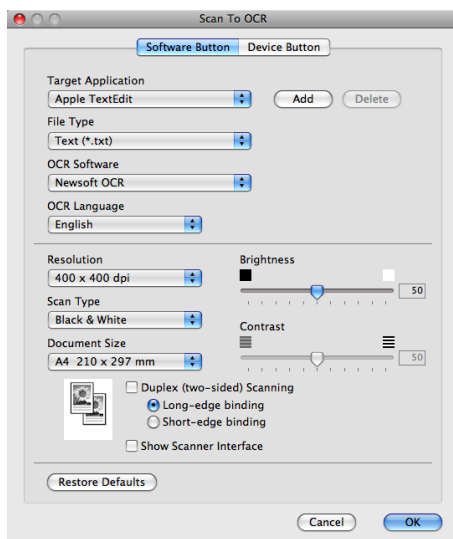 Scan To OCR
Software Button Device Button
Target Application
Apple TextEdit Add Delete
File Type
Text (*.txt)
OCR Software
Newsoft OCR
OCR Language
English
Resolution Brightness
400 x 400 dpi 50
Scan Type
Black & White Contrast
Document Size
A4 210 x 297 mm 50
Duplex (two-sided) Scanning
Long-edge binding
Short-edge binding
Show Scanner Interface
Restore Defaults
Cancel OK